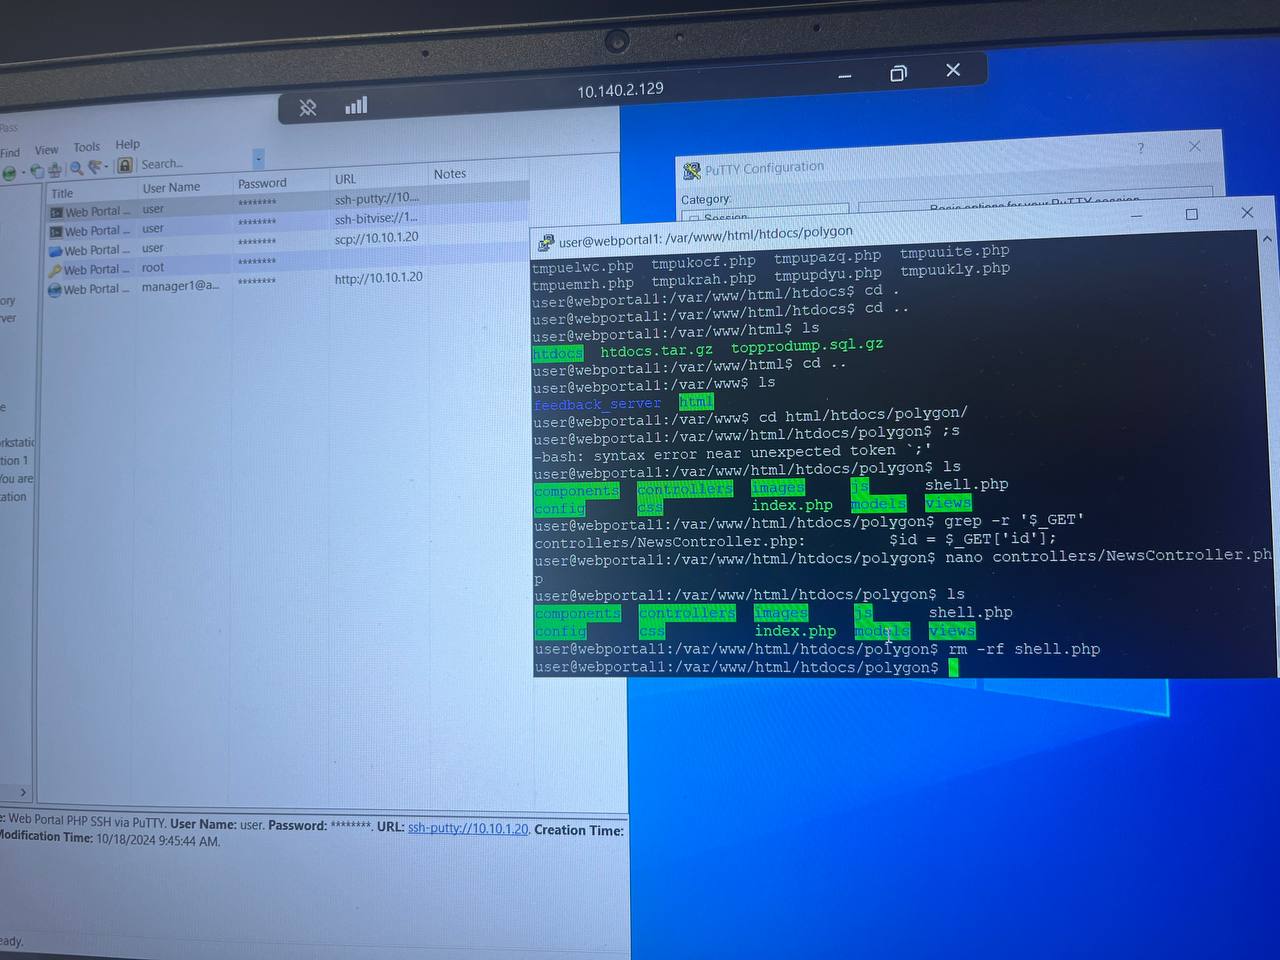 10.140.2.129
Pass
Find View Tools Help
Search...
Title User Name Password URL Notes
Web Portal ... user ******** ssh-putty://10....
Web Portal ... user ******** ssh-bitvise://1...
Web Portal ... user ******** scp://10.10.1.20
Web Portal ... root ********
Web Portal ... manager1@a... ******** http://10.10.1.20
ory
ver
e
rkstatic
tion 1
You are
tation
e: Web Portal PHP SSH via PuTTY. User Name: user. Password: ********. URL: ssh-putty://10.10.1.20. Creation Time:
Modification Time: 10/18/2024 9:45:44 AM.
eady.
PuTTY Configuration
Category:
Session
Basic options for your PuTTY session
user@webportal1: /var/www/html/htdocs/polygon
tmpuelwc.php tmpukocf.php tmpupazq.php tmpuuite.php
tmpuemrh.php tmpukrah.php tmpupdyu.php tmpuukly.php
user@webportal1:/var/www/html/htdocs$ cd .
user@webportal1:/var/www/html/htdocs$ cd ..
user@webportal1:/var/www/html$ ls
htdocs htdocs.tar.gz topprodump.sql.gz
user@webportal1:/var/www/html$ cd ..
user@webportal1:/var/www$ ls
feedback_server html
user@webportal1:/var/www$ cd html/htdocs/polygon/
user@webportal1:/var/www/html/htdocs/polygon$ ;s
-bash: syntax error near unexpected token `;'
user@webportal1:/var/www/html/htdocs/polygon$ ls
components controllers images js shell.php
config css index.php models views
user@webportal1:/var/www/html/htdocs/polygon$ grep -r '$_GET'
controllers/NewsController.php: $id = $_GET['id'];
user@webportal1:/var/www/html/htdocs/polygon$ nano controllers/NewsController.ph
p
user@webportal1:/var/www/html/htdocs/polygon$ ls
components controllers images js shell.php
config css index.php models views
user@webportal1:/var/www/html/htdocs/polygon$ rm -rf shell.php
user@webportal1:/var/www/html/htdocs/polygon$